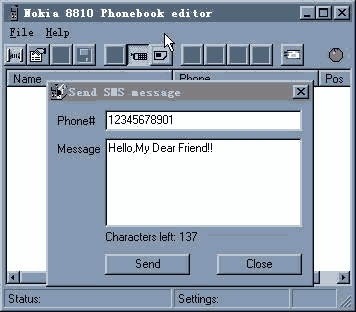 Nokia 8810 Phonebook editor
File Help
Name Phone Pos
Send SMS message
Phone# 12345678901
Message Hello,My Dear Friend!!
Characters left: 137
Send Close
Status: Settings: